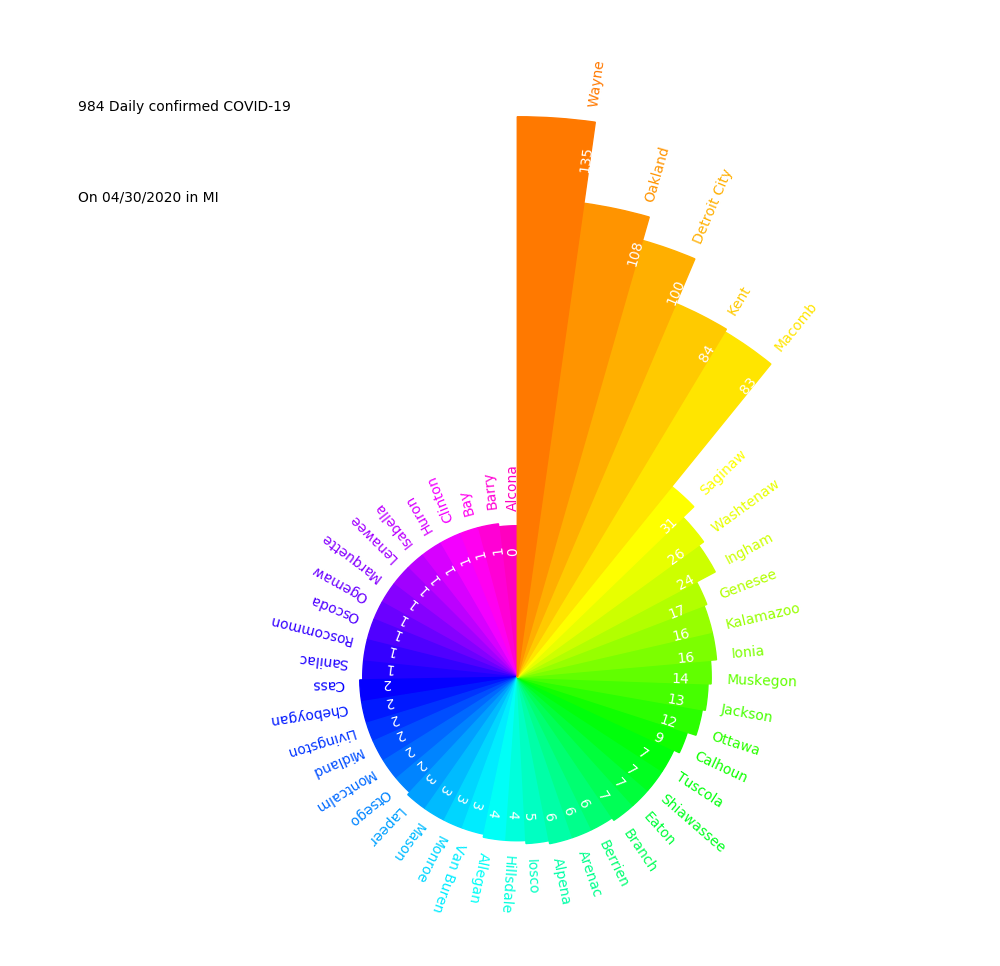 984 Daily confirmed COVID-19
On 04/30/2020 in MI
Wayne
135
Oakland
108
Detroit City
100
Kent
84
Macomb
83
Saginaw
31
Washtenaw
26
Ingham
24
Genesee
17
Kalamazoo
16
Ionia
16
Muskegon
14
Jackson
13
Ottawa
12
Calhoun
9
Tuscola
7
Shiawassee
7
Eaton
7
Branch
7
Berrien
6
Arenac
6
Alpena
6
Iosco
5
Hillsdale
4
Allegan
4
Van Buren
3
Monroe
3
Mason
3
Lapeer
3
Otsego
2
Montcalm
2
Midland
2
Livingston
2
Cheboygan
2
Cass
2
Sanilac
1
Roscommon
1
Oscoda
1
Ogemaw
1
Marquette
1
Lenawee
1
Isabella
1
Huron
1
Clinton
1
Bay
1
Barry
1
Alcona
0